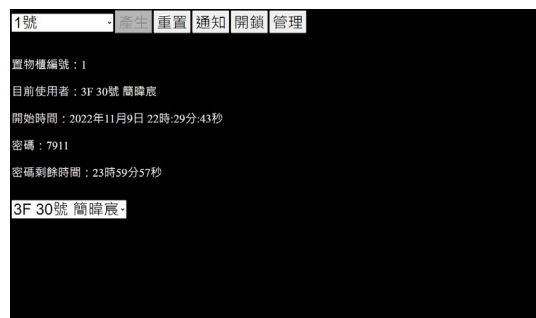 1號 產生 重置 通知 開鎖 管理
置物櫃編號：1
目前使用者：3F 30號 簡暐宸
開始時間：2022年11月9日 22時:29分:43秒
密碼：7911
密碼剩餘時間：23時59分57秒
3F 30號 簡暐宸